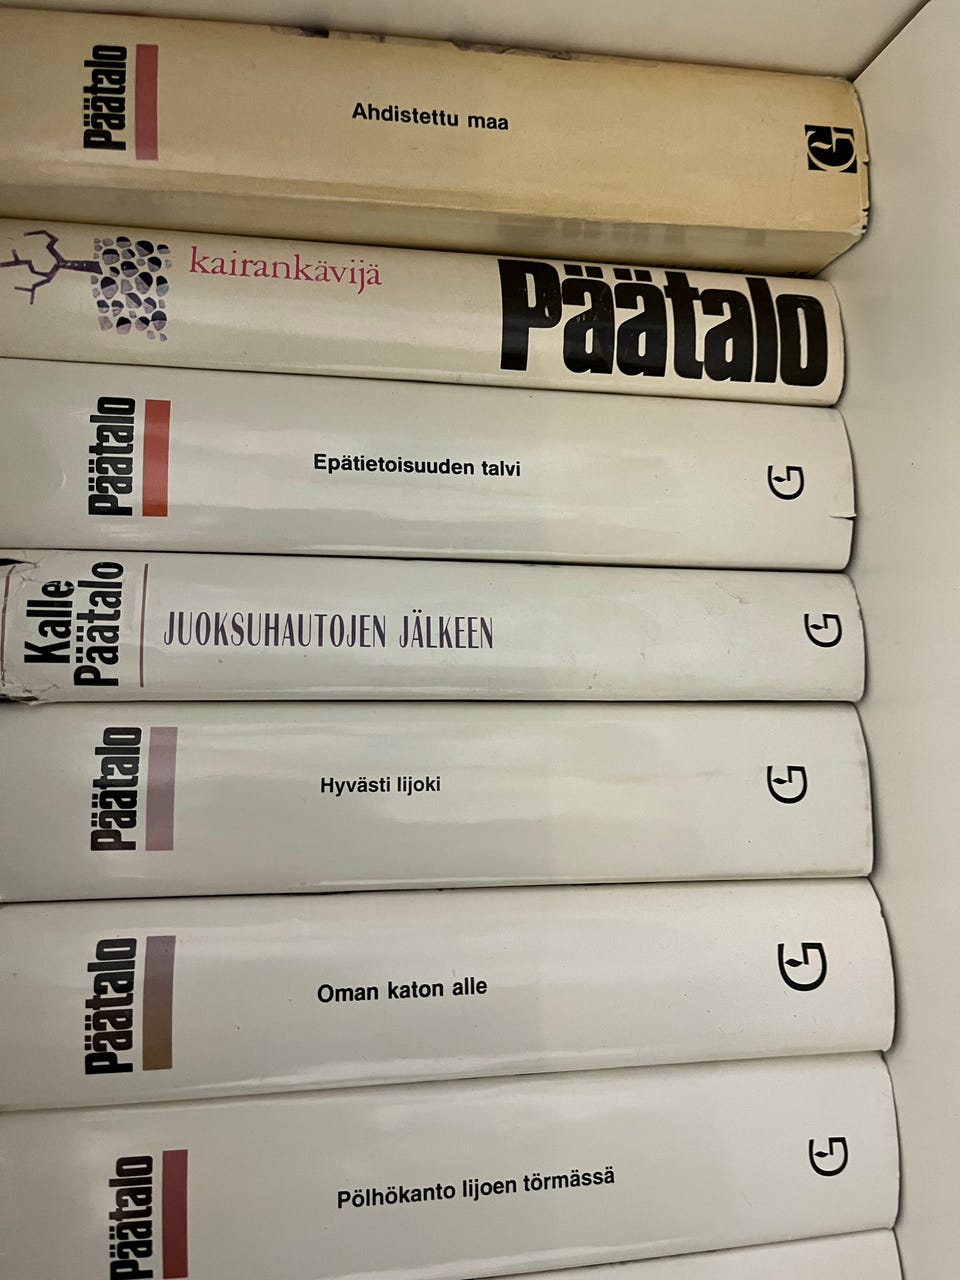 Päätalo
Ahdistettu maa
kairankävijä
Päätalo
Päätalo
Epätietoisuuden talvi
Kalle
Päätalo
JUOKSUHAUTOJEN JÄLKEEN
Päätalo
Hyvästi Iijoki
Päätalo
Oman katon alle
Päätalo
Pölhökanto Iijoen törmässä